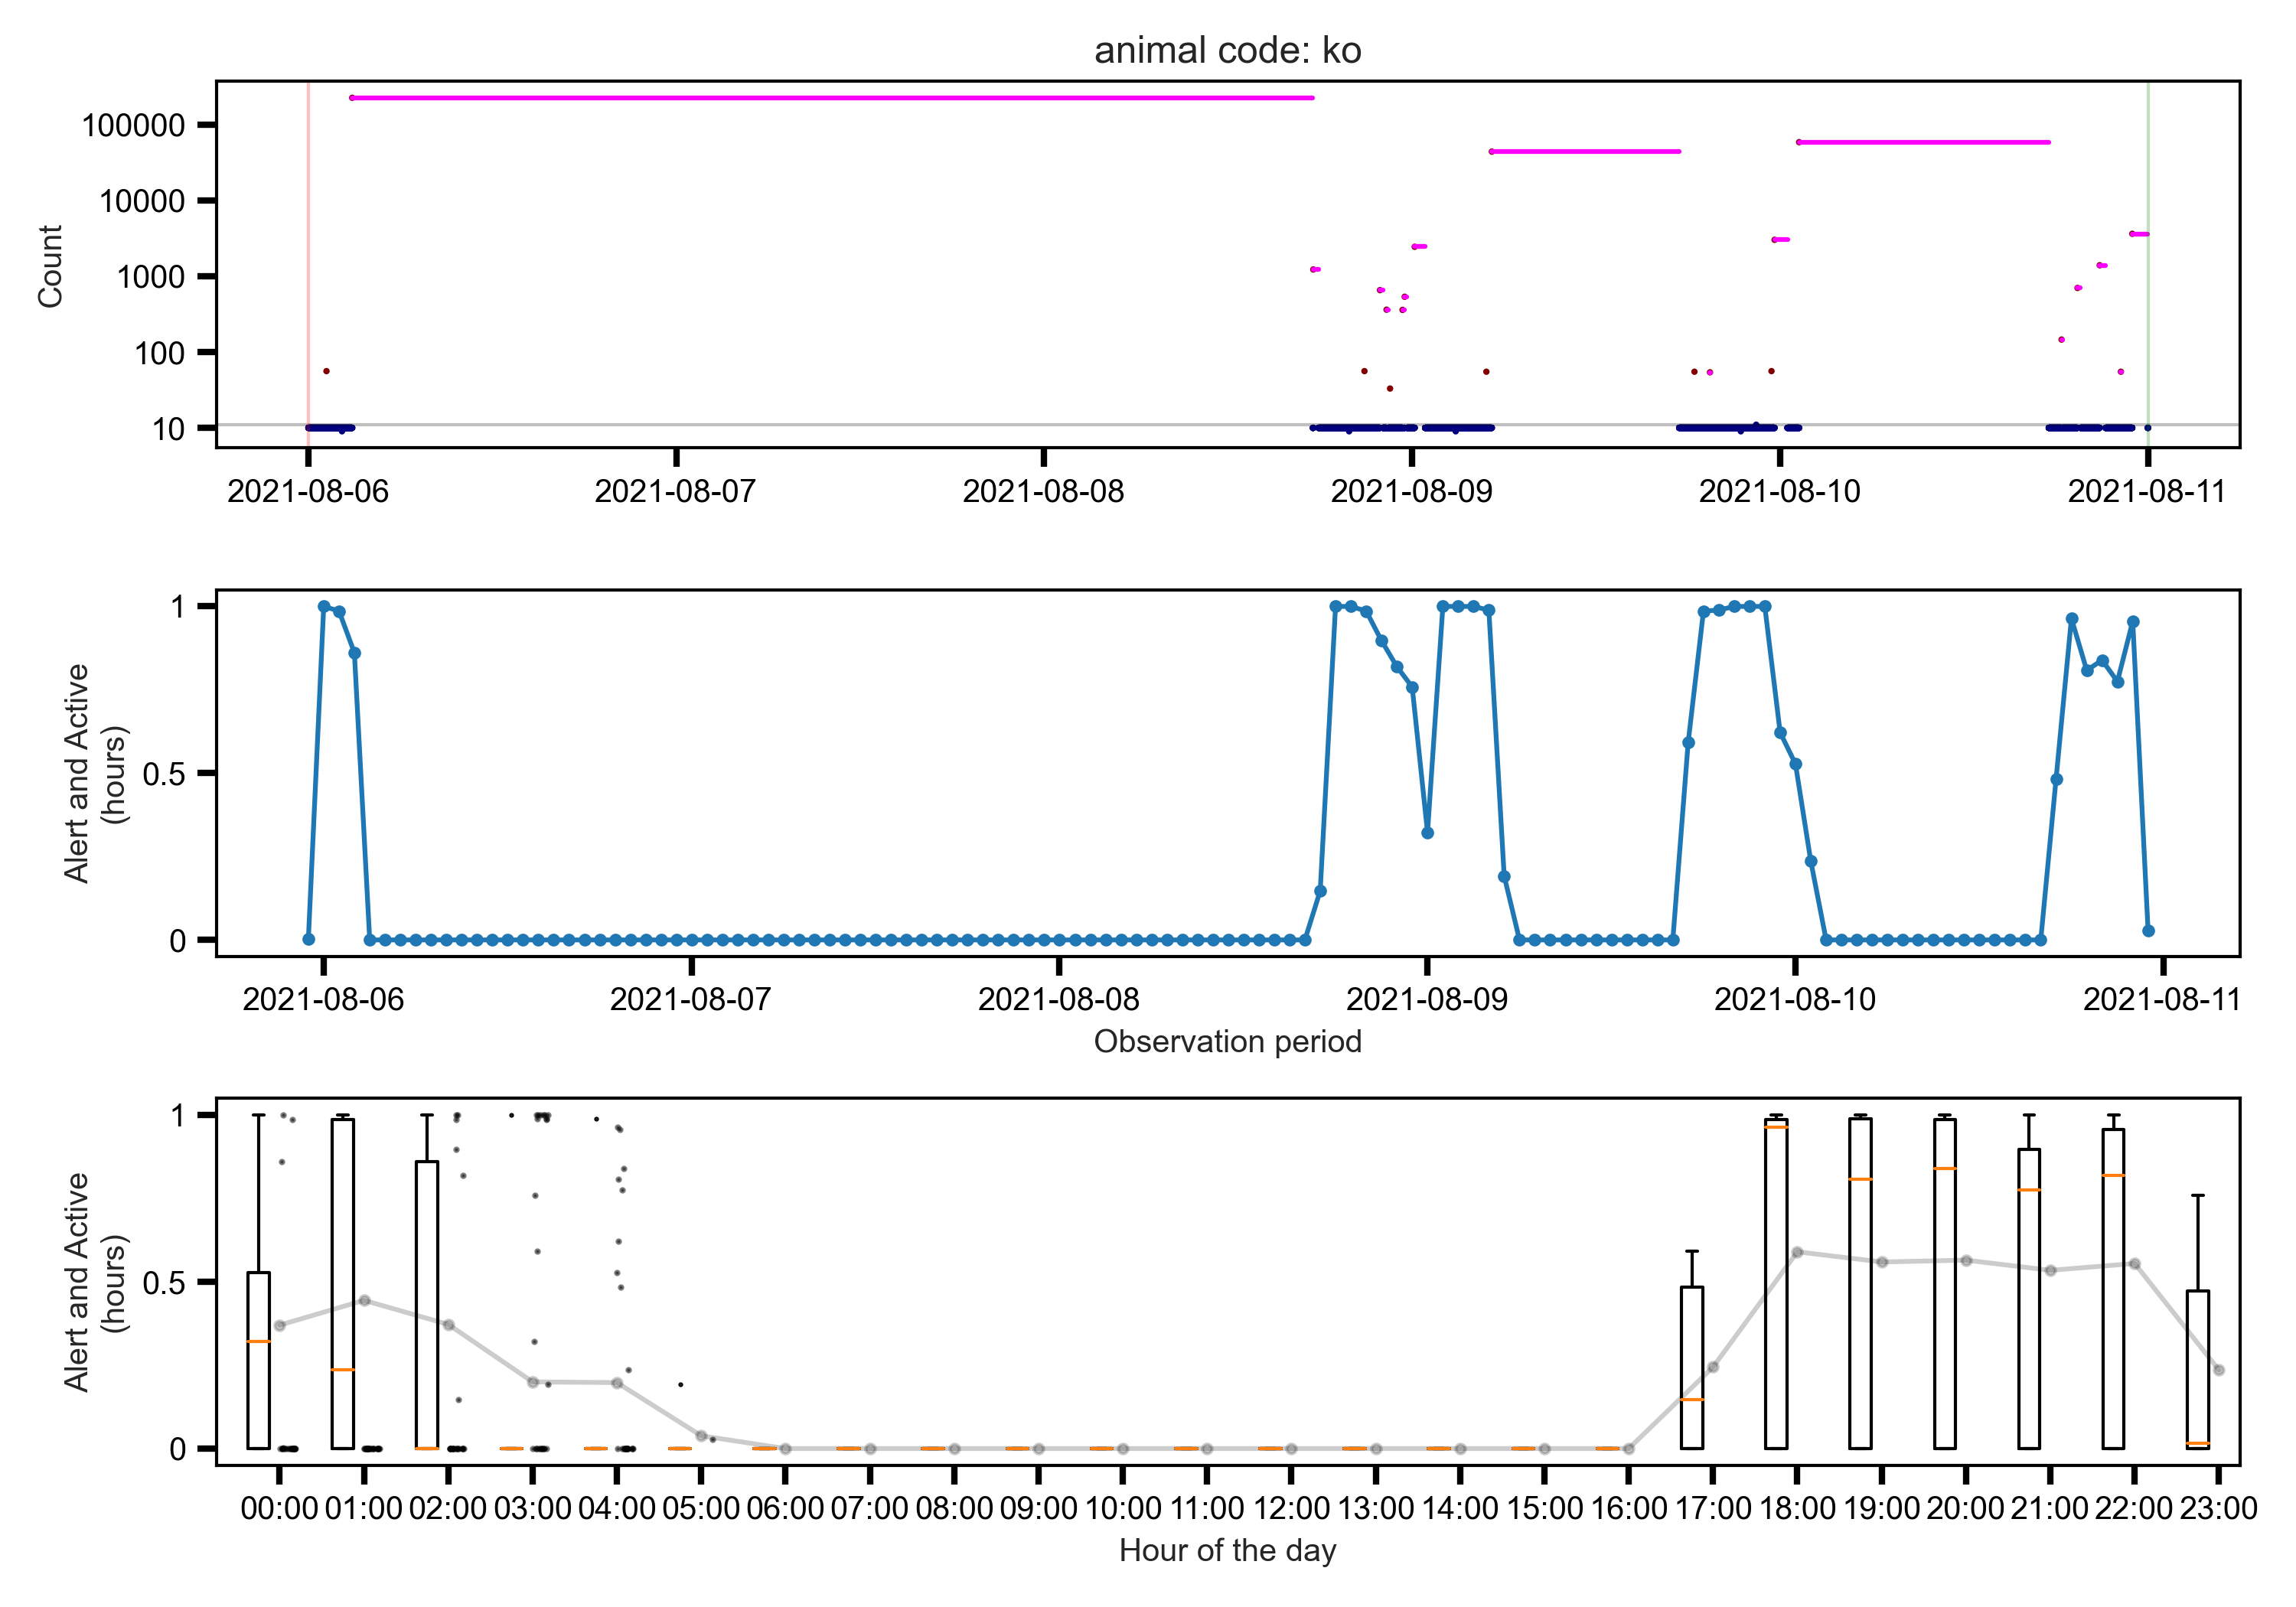 animal code: ko
Count
100000
10000
1000
100
10
2021-08-06 2021-08-07 2021-08-08 2021-08-09 2021-08-10 2021-08-11
Alert and Active
(hours)
1
0.5
0
2021-08-06 2021-08-07 2021-08-08 2021-08-09 2021-08-10 2021-08-11
Observation period
Alert and Active
(hours)
1
0.5
0
00:00 01:00 02:00 03:00 04:00 05:00 06:00 07:00 08:00 09:00 10:00 11:00 12:00 13:00 14:00 15:00 16:00 17:00 18:00 19:00 20:00 21:00 22:00 23:00
Hour of the day